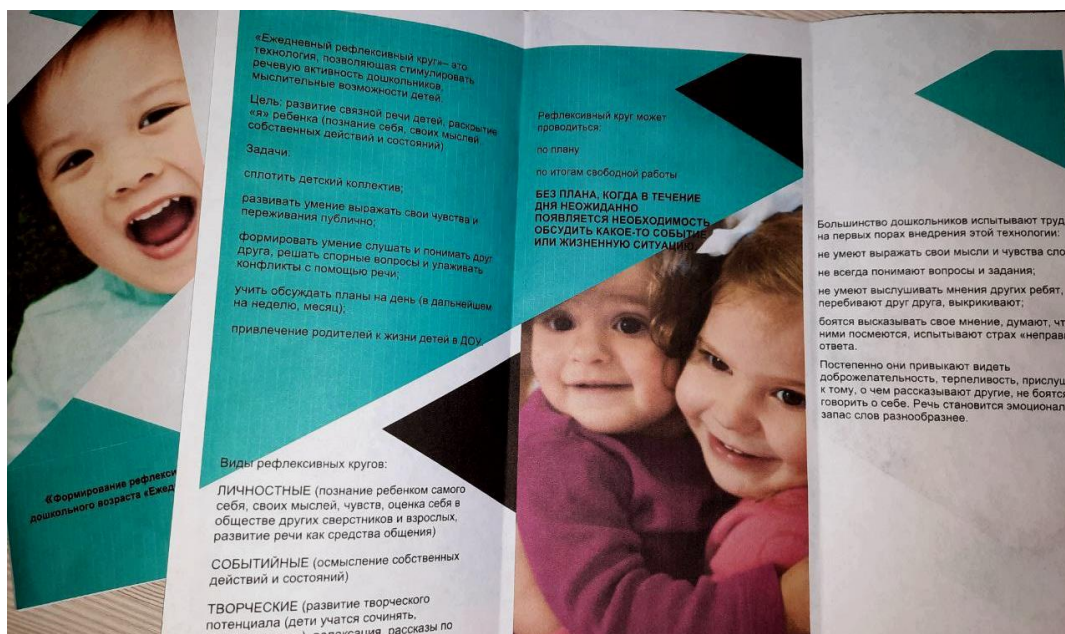 «Формирование рефлекси
дошкольного возраста «Ежед
«Ежедневный рефлексивный круг»– это
технология, позволяющая стимулировать
речевую активность дошкольников,
мыслительные возможности детей.
Цель: развитие связной речи детей, раскрытие
«я» ребенка (познание себя, своих мыслей,
собственных действий и состояний).
Задачи:
сплотить детский коллектив;
развивать умение выражать свои чувства и
переживания публично;
формировать умение слушать и понимать друг
друга, решать спорные вопросы и улаживать
конфликты с помощью речи;
учить обсуждать планы на день (в дальнейшем
на неделю, месяц);
привлечение родителей к жизни детей в ДОУ.
Виды рефлексивных кругов:
ЛИЧНОСТНЫЕ (познание ребенком самого
себя, своих мыслей, чувств, оценка себя в
обществе других сверстников и взрослых,
развитие речи как средства общения)
СОБЫТИЙНЫЕ (осмысление собственных
действий и состояний)
ТВОРЧЕСКИЕ (развитие творческого
потенциала (дети учатся сочинять,
рассказы по
Рефлексивный круг может
проводиться:
по плану
по итогам свободной работы
БЕЗ ПЛАНА, КОГДА В ТЕЧЕНИЕ
ДНЯ НЕОЖИДАННО
ПОЯВЛЯЕТСЯ НЕОБХОДИМОСТЬ
ОБСУДИТЬ КАКОЕ-ТО СОБЫТИЕ
ИЛИ ЖИЗНЕННУЮ СИТУАЦИЮ
Большинство дошкольников испытывают труд
на первых порах внедрения этой технологии:
не умеют выражать свои мысли и чувства сло
не всегда понимают вопросы и задания;
не умеют выслушивать мнения других ребят,
перебивают друг друга, выкрикивают;
боятся высказывать свое мнение, думают, чт
ними посмеются, испытывают страх «неправи
ответа.
Постепенно они привыкают видеть
доброжелательность, терпеливость, прислуш
к тому, о чем рассказывают другие, не боятся
говорить о себе. Речь становится эмоционал
запас слов разнообразнее.